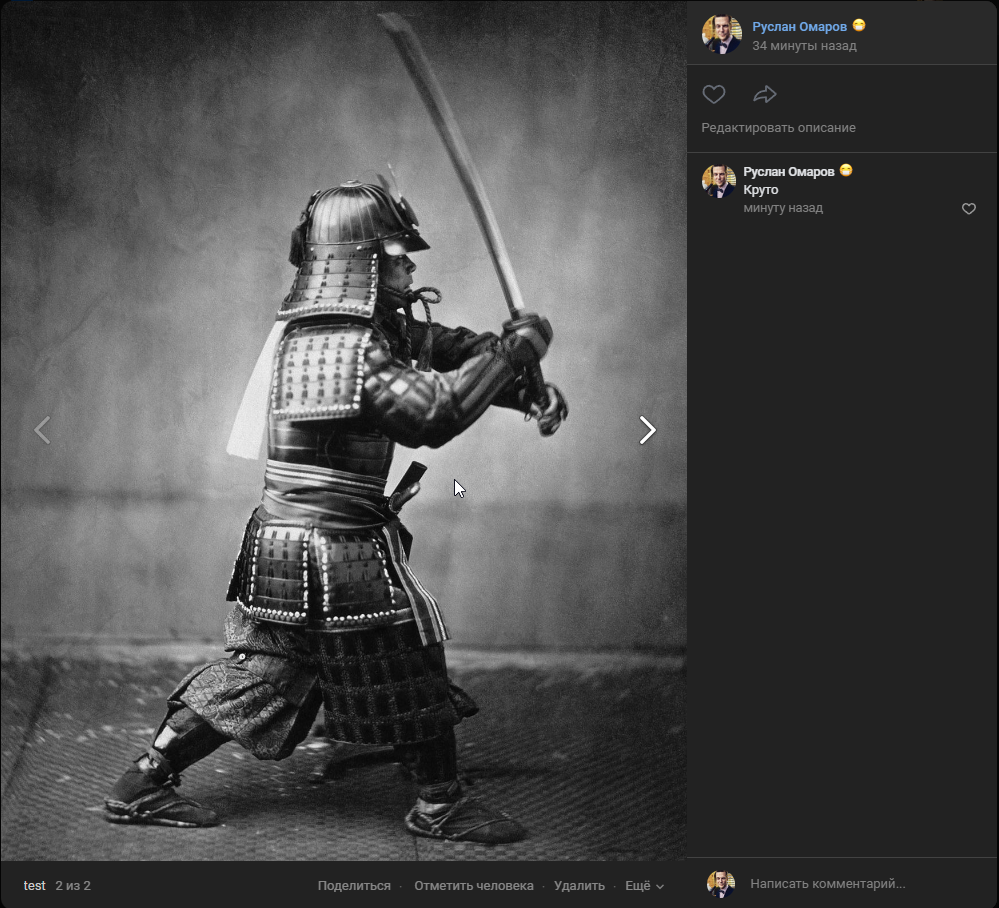 Руслан Омаров 😁
34 минуты назад
Редактировать описание
Руслан Омаров 😁
Круто
минуту назад
test 2 из 2
Поделиться · Отметить человека · Удалить · Ещё
Написать комментарий...